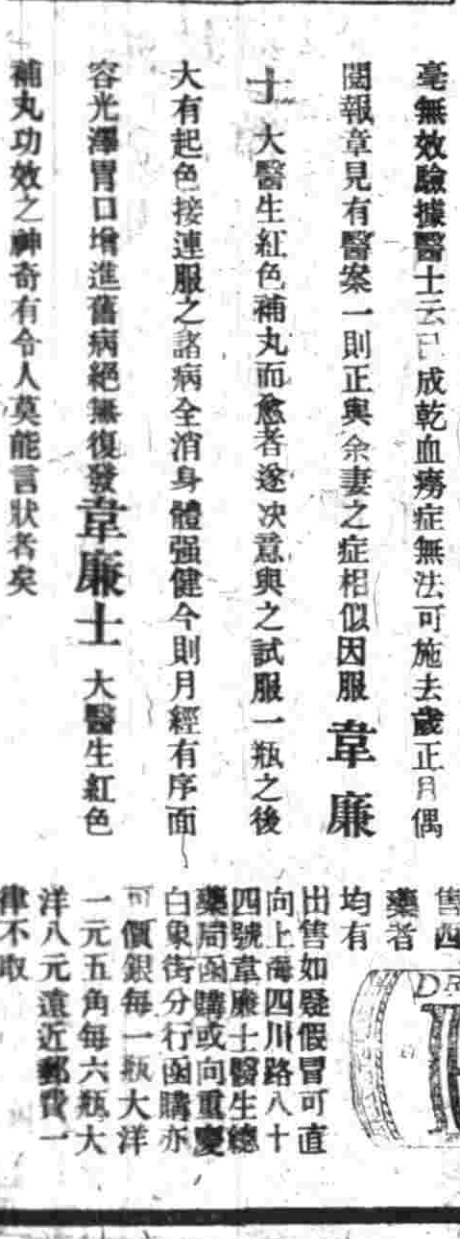 毫無效驗據醫士云已成乾血癆症無法可施去歲正月偶
閱報章見有醫案一則正與余妻之症相似因服韋廉
士大醫生紅色補丸而愈者遂决意與之試服一瓶之後
大有起色接連服之諸病全消身體强健今則月經有序面
容光澤胃口增進舊病絕無復發韋廉士大醫生紅色
補丸功效之神奇有令人莫能言狀者矣
售西
藥者
均有
出售如疑假冒可直
向上海四川路八十
四號韋廉士醫生總
藥局函購或向重慶
白象街分行函購亦
可價銀每一瓶大洋
一元五角每六瓶大
洋八元遠近郵費一
律不取
DR